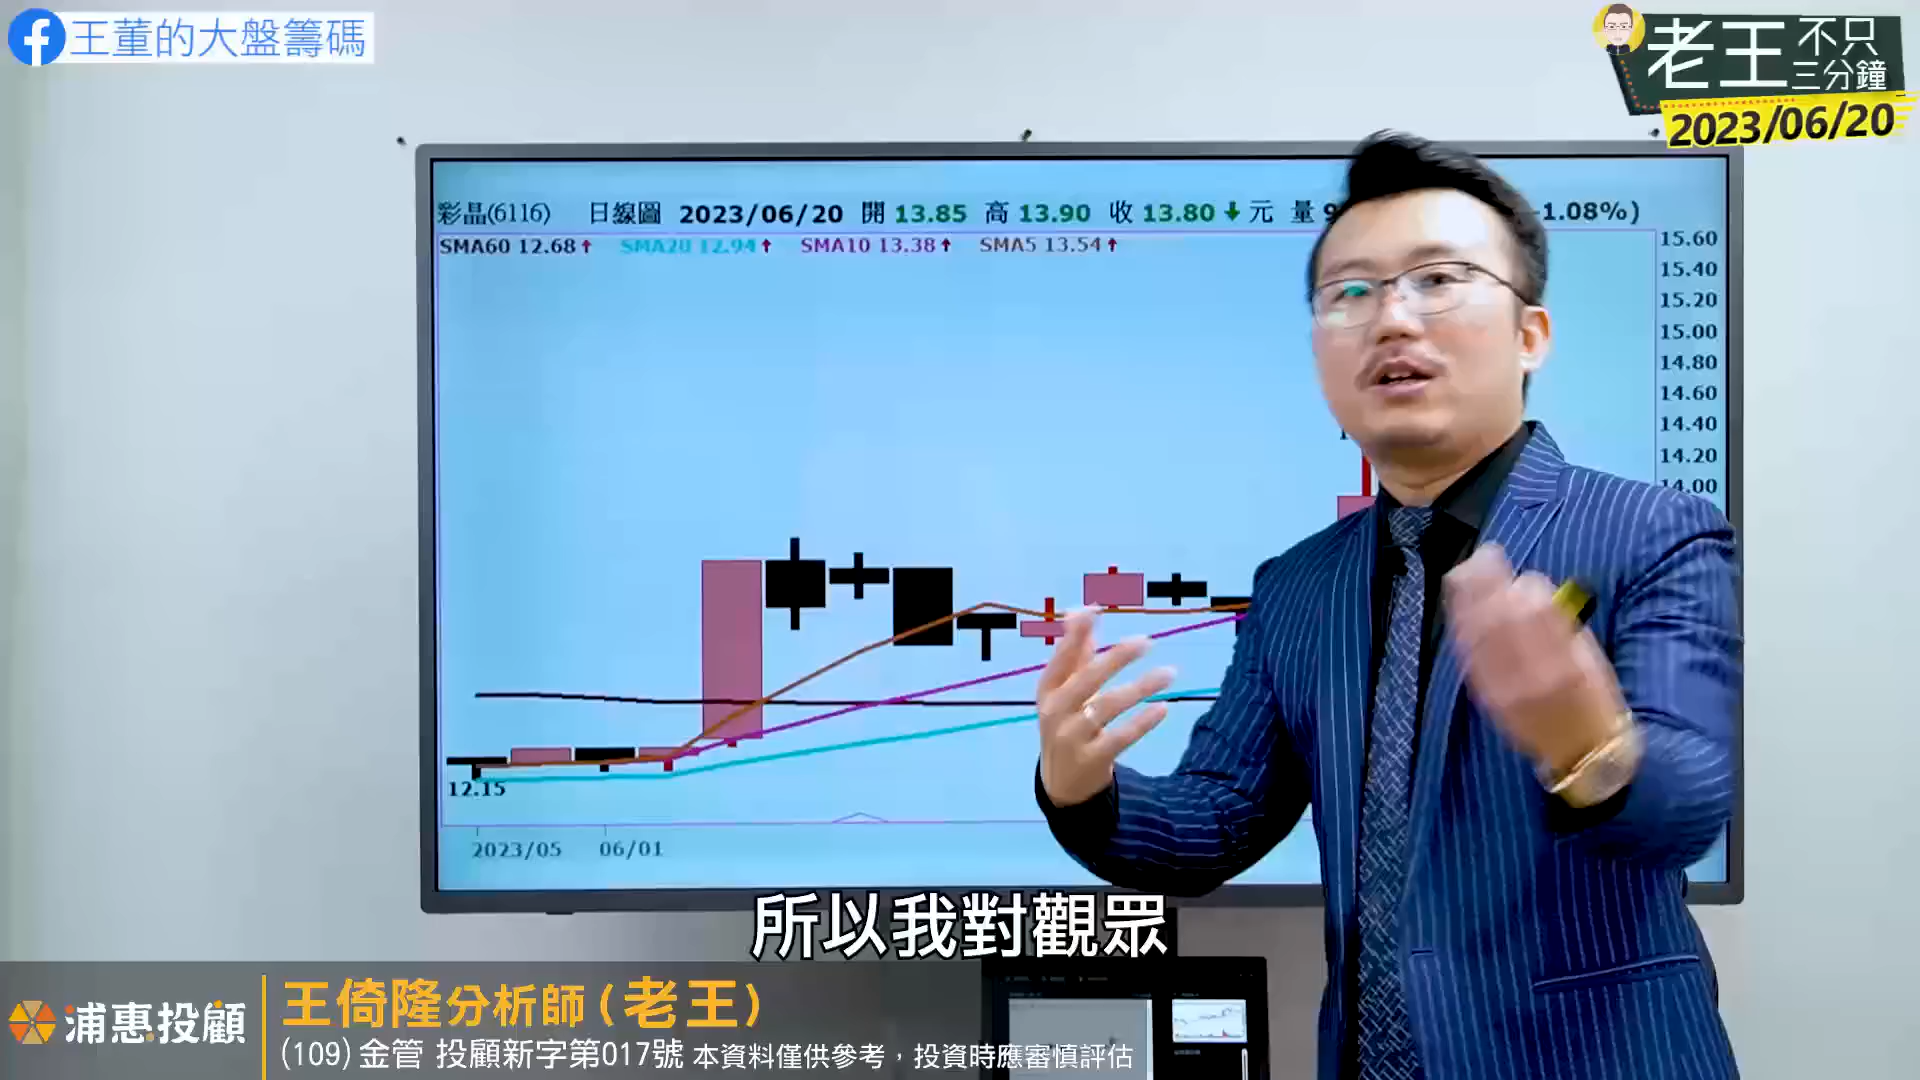 王董的大盤籌碼
老王不只三分鐘
2023/06/20
彩晶(6116) 日線圖 2023/06/20 開 13.85 高 13.90 收 13.80↓元 量 9
-1.08%)
SMA60 12.68↑ SMA20 12.94↑ SMA10 13.38↑ SMA5 13.54↑
15.60
15.40
15.20
15.00
14.80
14.60
14.40
14.20
14.00
12.15
2023/05 06/01
所以我對觀眾
浦惠投顧
王倚隆分析師(老王)
(109) 金管 投顧新字第017號 本資料僅供參考，投資時應審慎評估